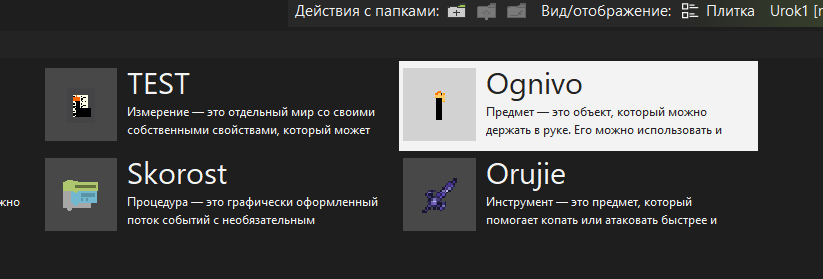 Действия с папками: Вид/отображение: Плитка Urok1 [
TEST
Измерение — это отдельный мир со своими
собственными свойствами, который может
Ognivo
Предмет — это объект, который можно
держать в руке. Его можно использовать и
жно
Skorost
Процедура — это графически оформленный
поток событий с необязательным
Orujie
Инструмент — это предмет, который
помогает копать или атаковать быстрее и